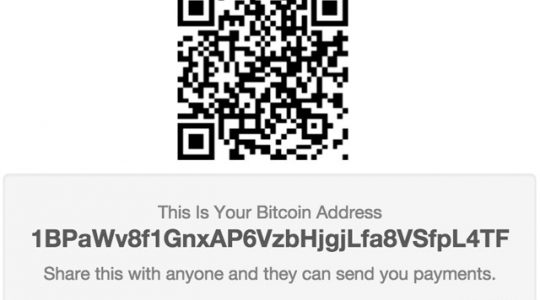 This Is Your Bitcoin Address
1BPaWv8f1GnxAP6VzbHjgjLfa8VSfpL4TF
Share this with anyone and they can send you payments.